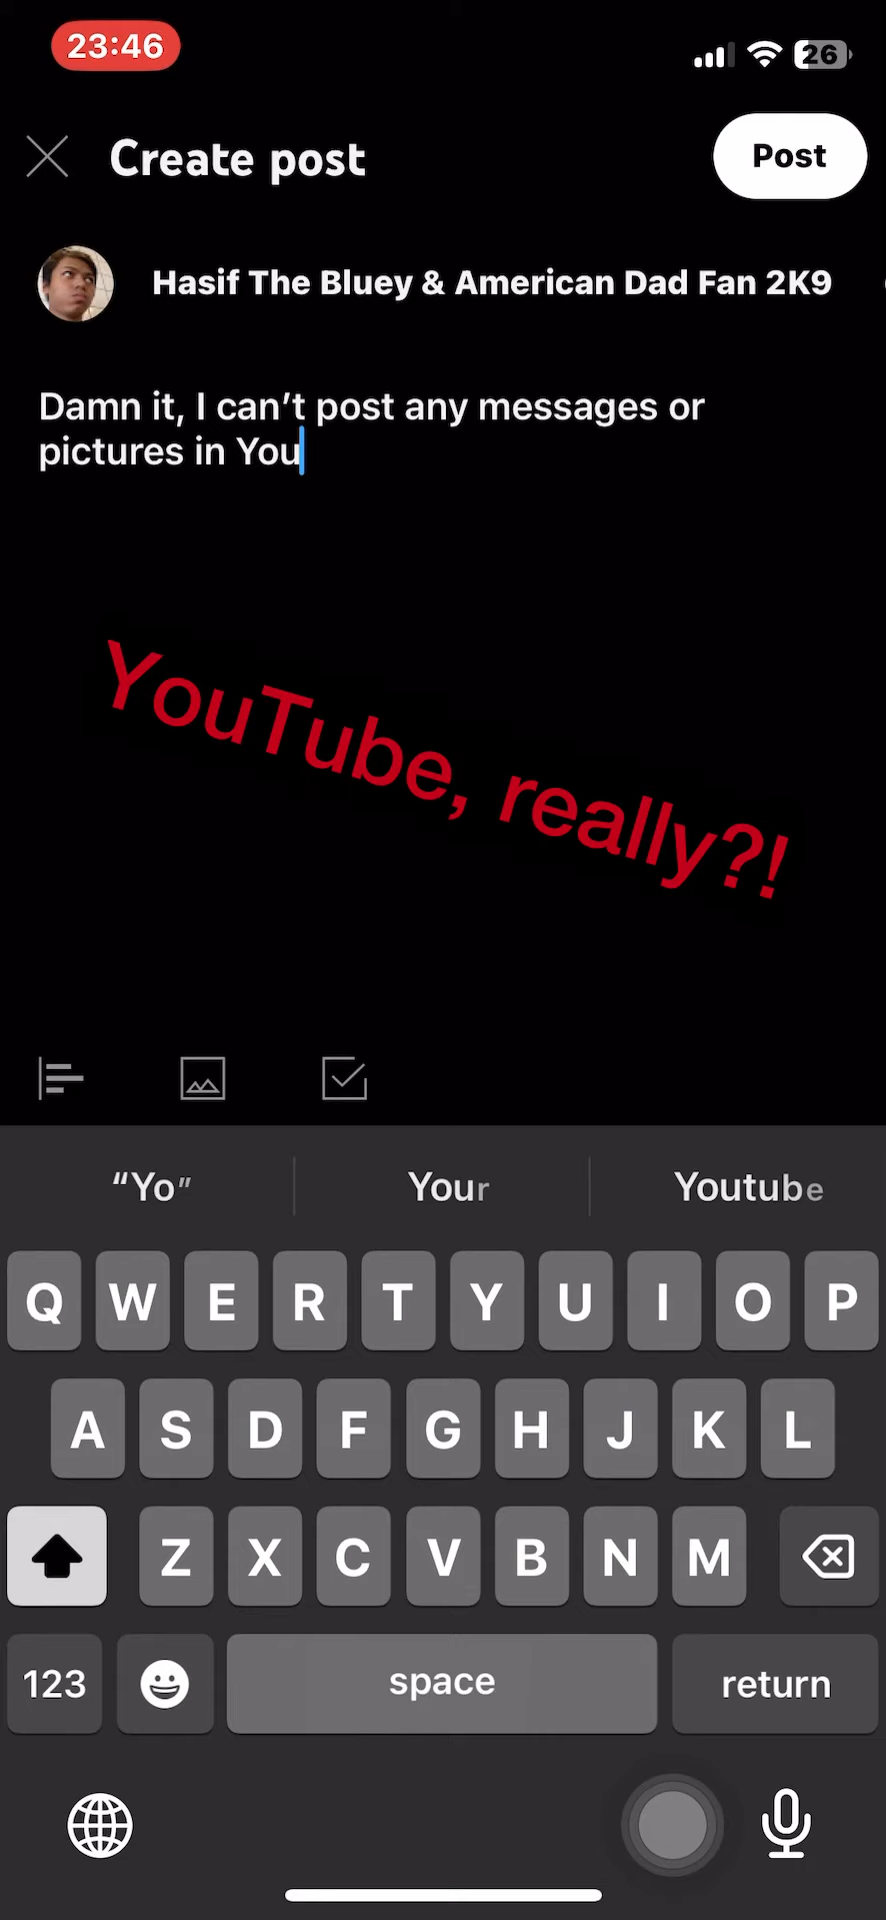 23:46
26
Create post
Post
Hasif The Bluey & American Dad Fan 2K9
Damn it, I can’t post any messages or
pictures in You
YouTube, really?!
“Yo” Your Youtube
Q W E R T Y U I O P
A S D F G H J K L
Z X C V B N M
123 space return